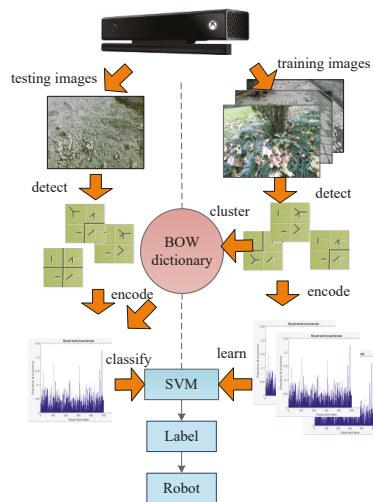 testing images
training images
detect
detect
cluster
BOW
dictionary
encode
encode
classify
learn
SVM
Label
Robot